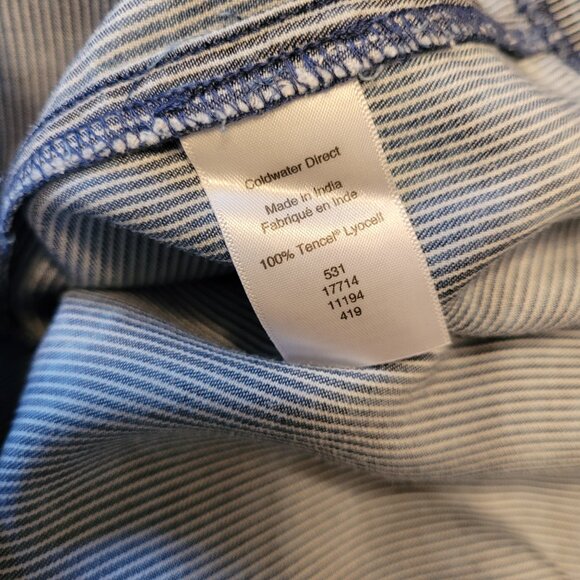 Coldwater Direct
Made in India
Fabriqué en Inde
100% Tencel® Lyocell
531
17714
11194
419